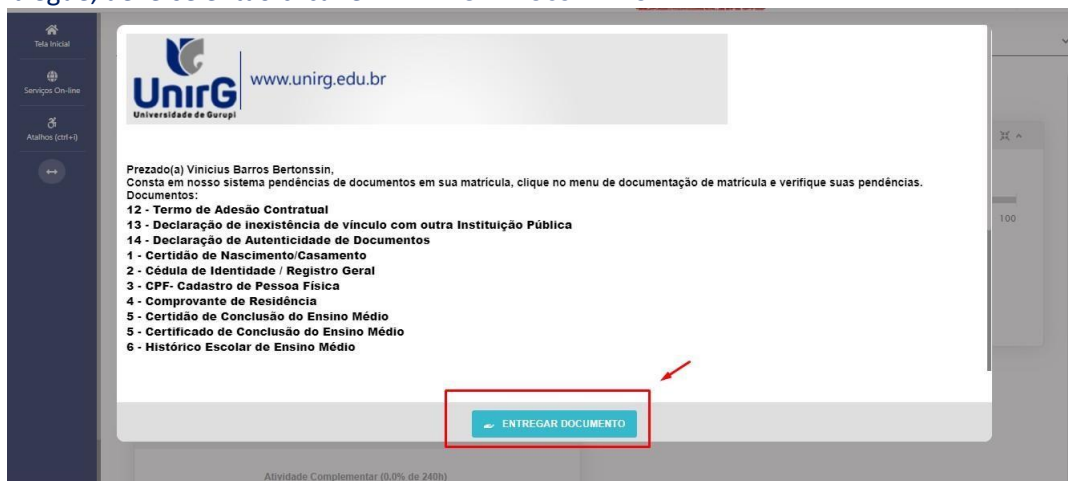 Tela Inicial
Serviços On-line
Atalhos (ctrl+i)
UnirG
Universidade de Gurupi
www.unirg.edu.br
Prezado(a) Vinicius Barros Bertonssin,
Consta em nosso sistema pendências de documentos em sua matrícula, clique no menu de documentação de matrícula e verifique suas pendências.
Documentos:
12 - Termo de Adesão Contratual
13 - Declaração de inexistência de vínculo com outra Instituição Pública
14 - Declaração de Autenticidade de Documentos
1 - Certidão de Nascimento/Casamento
2 - Cédula de Identidade / Registro Geral
3 - CPF- Cadastro de Pessoa Física
4 - Comprovante de Residência
5 - Certidão de Conclusão do Ensino Médio
5 - Certificado de Conclusão do Ensino Médio
6 - Histórico Escolar de Ensino Médio
100
ENTREGAR DOCUMENTO
Atividade Complementar (0.0% de 240h)